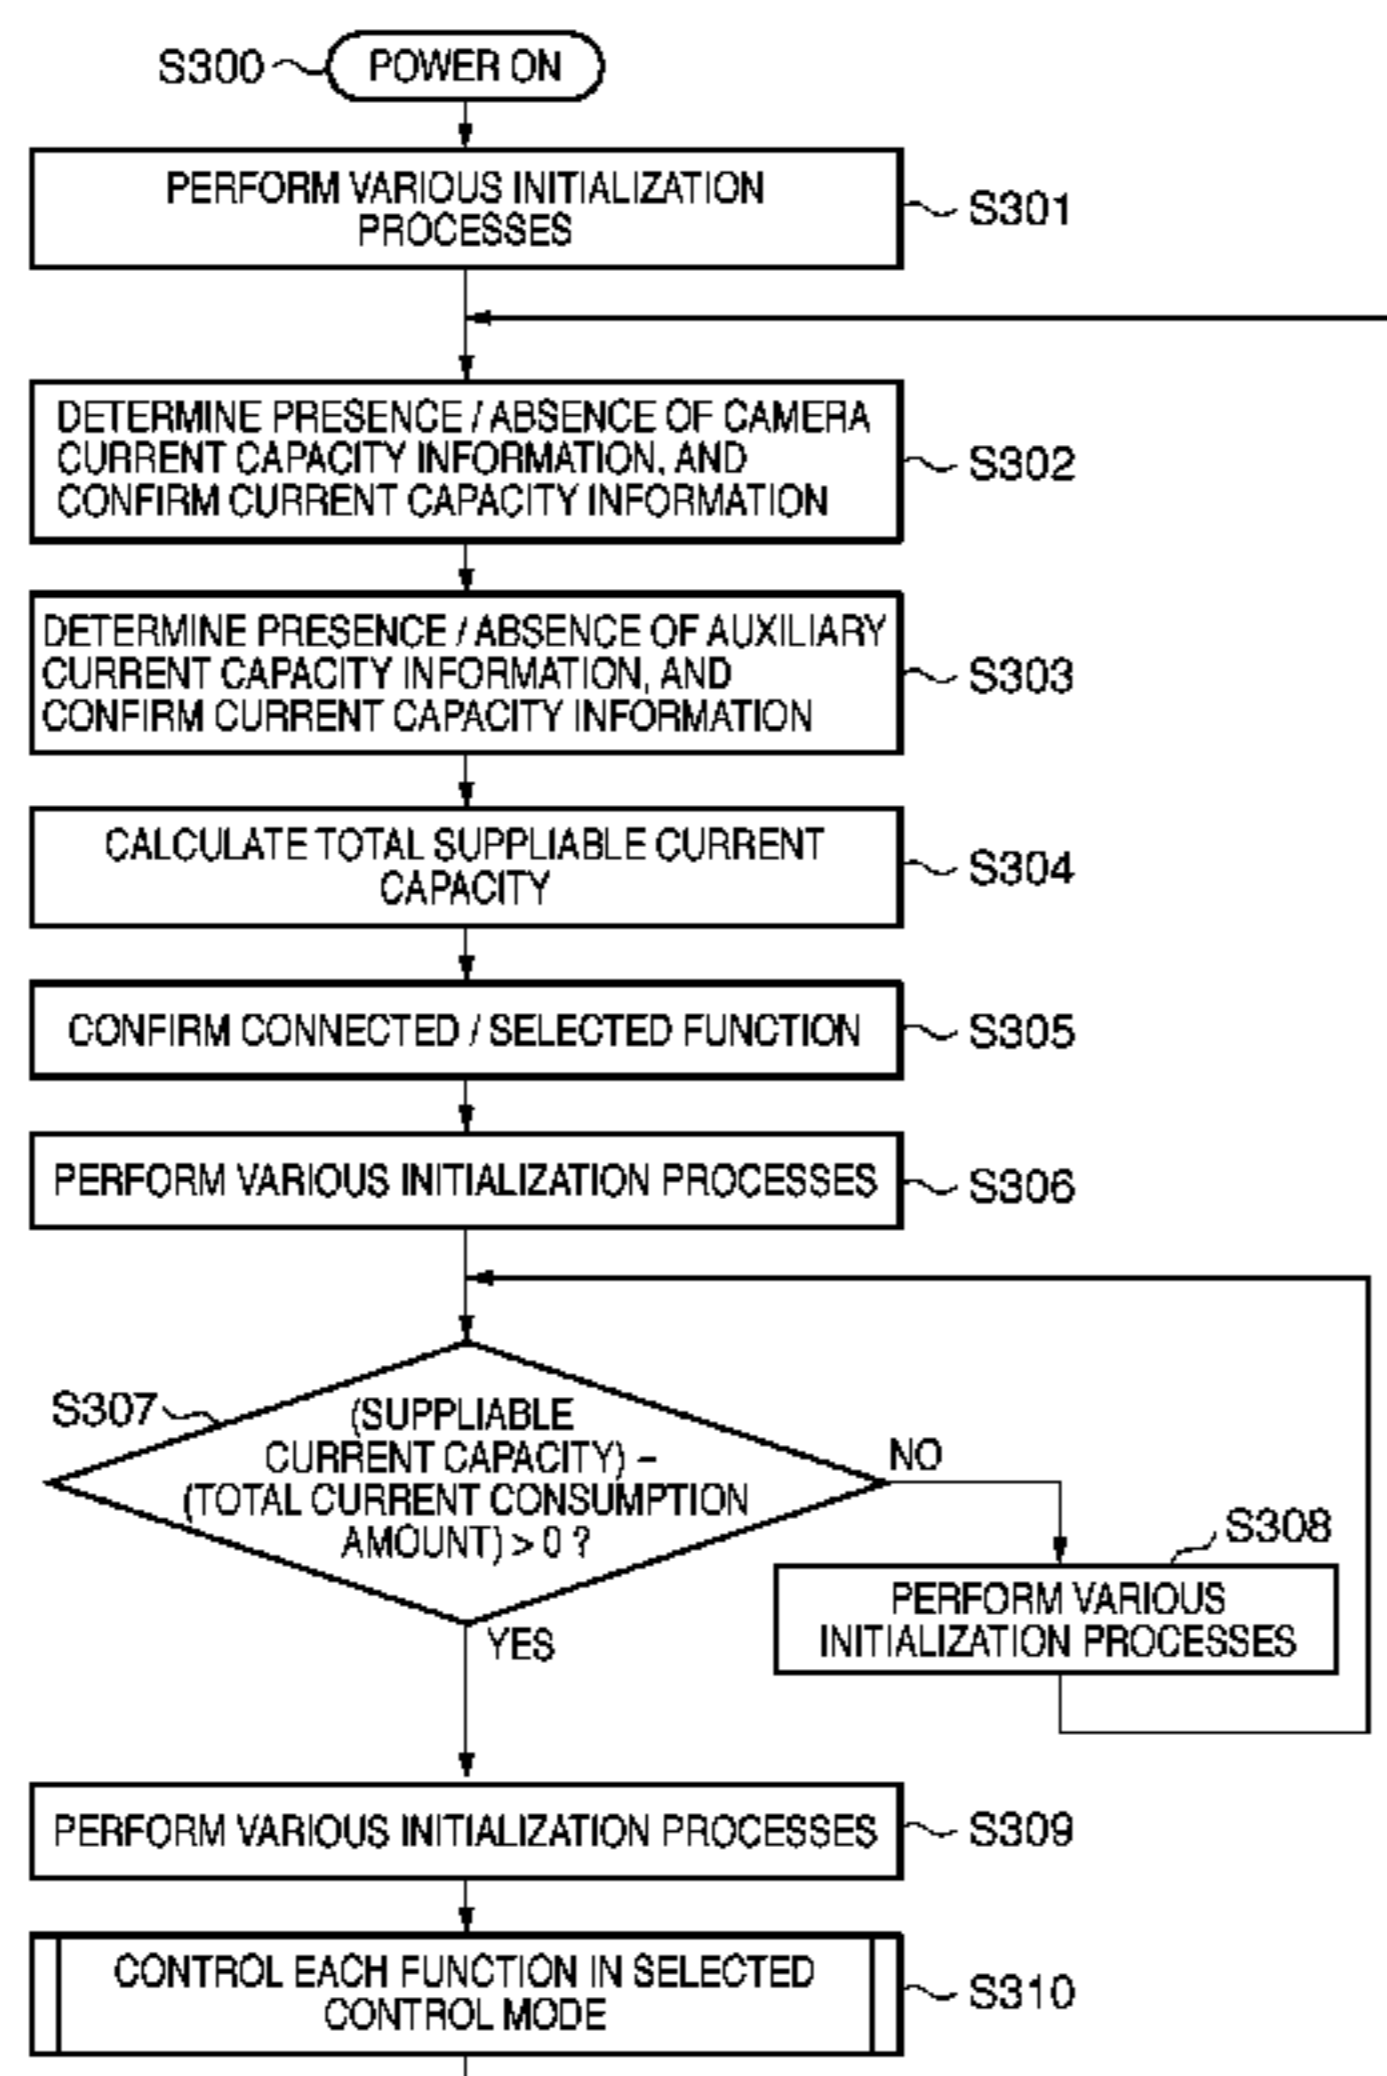 S300
POWER ON
PERFORM VARIOUS INITIALIZATION
PROCESSES
S301
DETERMINE PRESENCE / ABSENCE OF CAMERA
CURRENT CAPACITY INFORMATION, AND
CONFIRM CURRENT CAPACITY INFORMATION
S302
DETERMINE PRESENCE / ABSENCE OF AUXILIARY
CURRENT CAPACITY INFORMATION, AND
CONFIRM CURRENT CAPACITY INFORMATION
S303
CALCULATE TOTAL SUPPLIABLE CURRENT
CAPACITY
S304
CONFIRM CONNECTED / SELECTED FUNCTION
S305
PERFORM VARIOUS INITIALIZATION PROCESSES
S306
S307
(SUPPLIABLE
CURRENT CAPACITY) –
(TOTAL CURRENT CONSUMPTION
AMOUNT) > 0 ?
NO
YES
S308
PERFORM VARIOUS
INITIALIZATION PROCESSES
PERFORM VARIOUS INITIALIZATION PROCESSES
S309
CONTROL EACH FUNCTION IN SELECTED
CONTROL MODE
S310